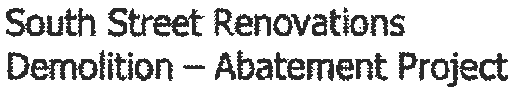 South Street Renovations
Demolition – Abatement Project